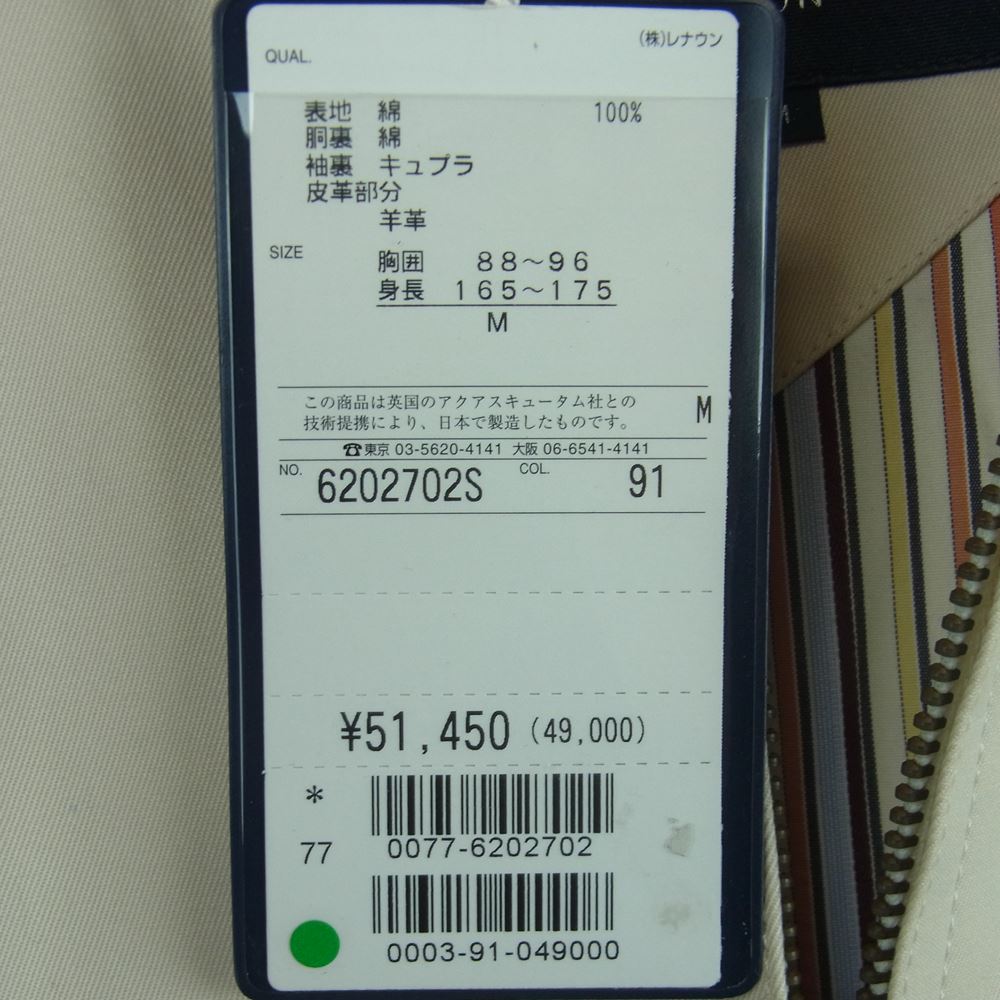 (株)レナウン
QUAL.
表地 綿 100%
胴裏 綿
袖裏 キュプラ
皮革部分
羊革
SIZE
胸囲 88～96
身長 165～175
M
この商品は英国のアクアスキュータム社との
技術提携により、日本で製造したものです。
M
☎東京 03-5620-4141 大阪 06-6541-4141
NO. 6202702S COL. 91
¥51,450 (49,000)
*
77
0077-6202702
0003-91-049000